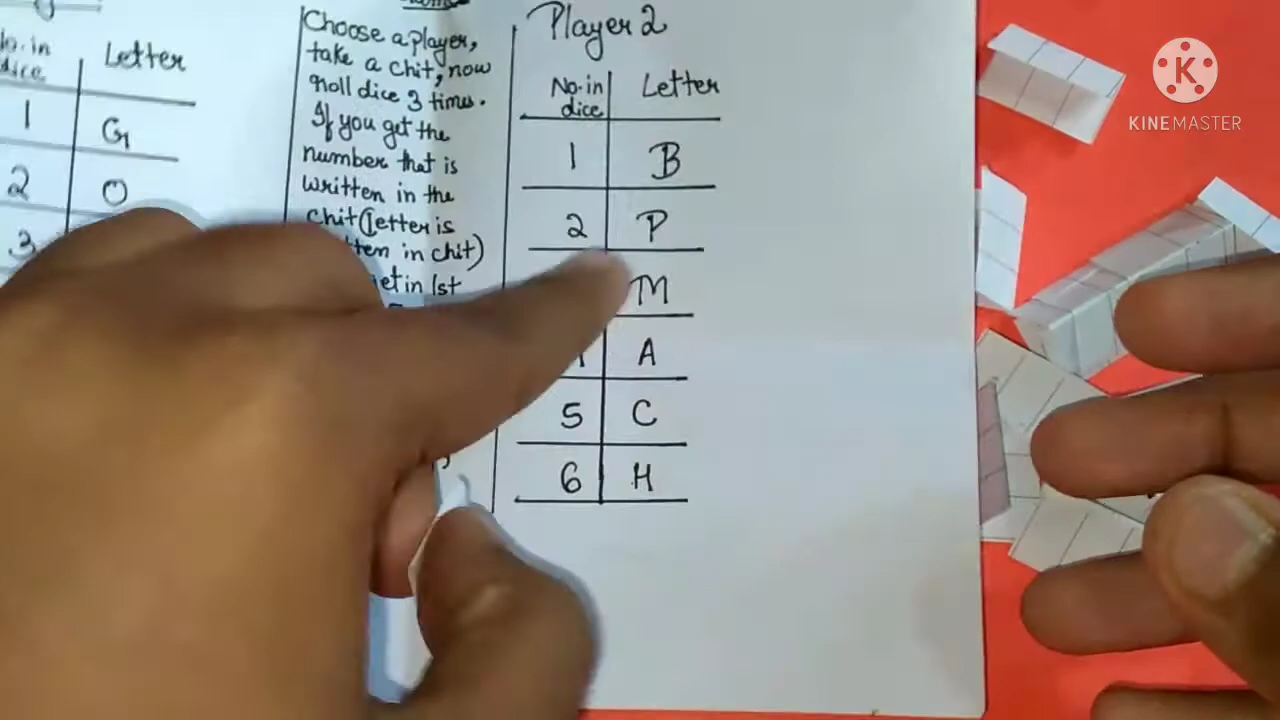 No. in
dice
Letter
1 G
2 O
3
Choose a player,
take a chit, now
roll dice 3 times.
If you get the
number that is
written in the
chit (letter is
in chit)
in 1st
Player 2
No. in
dice
Letter
1 B
2 P
M
A
5 C
6 H
K
KINEMASTER